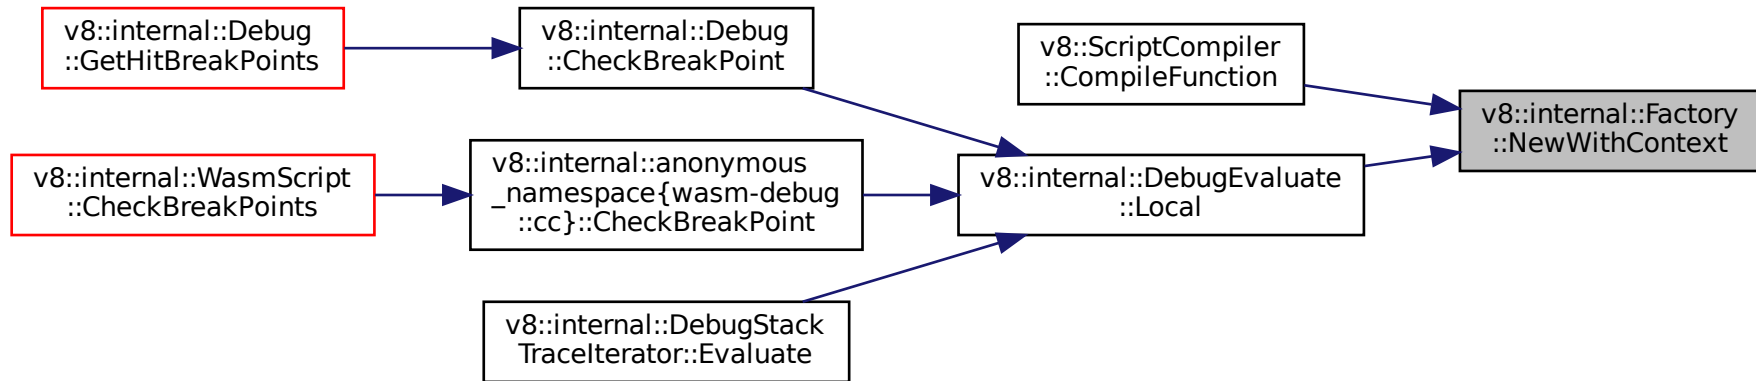 v8::internal::Debug
::GetHitBreakPoints
v8::internal::Debug
::CheckBreakPoint
v8::ScriptCompiler
::CompileFunction
v8::internal::Factory
::NewWithContext
v8::internal::WasmScript
::CheckBreakPoints
v8::internal::anonymous
_namespace{wasm-debug
::cc}::CheckBreakPoint
v8::internal::DebugEvaluate
::Local
v8::internal::DebugStack
TraceIterator::Evaluate